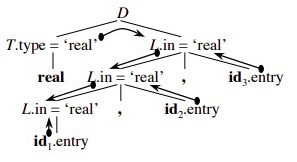 D
T.type = ‘real’ L.in = ‘real’
real L.in = ‘real’ , id3.entry
L.in = ‘real’ , id2.entry
id1.entry